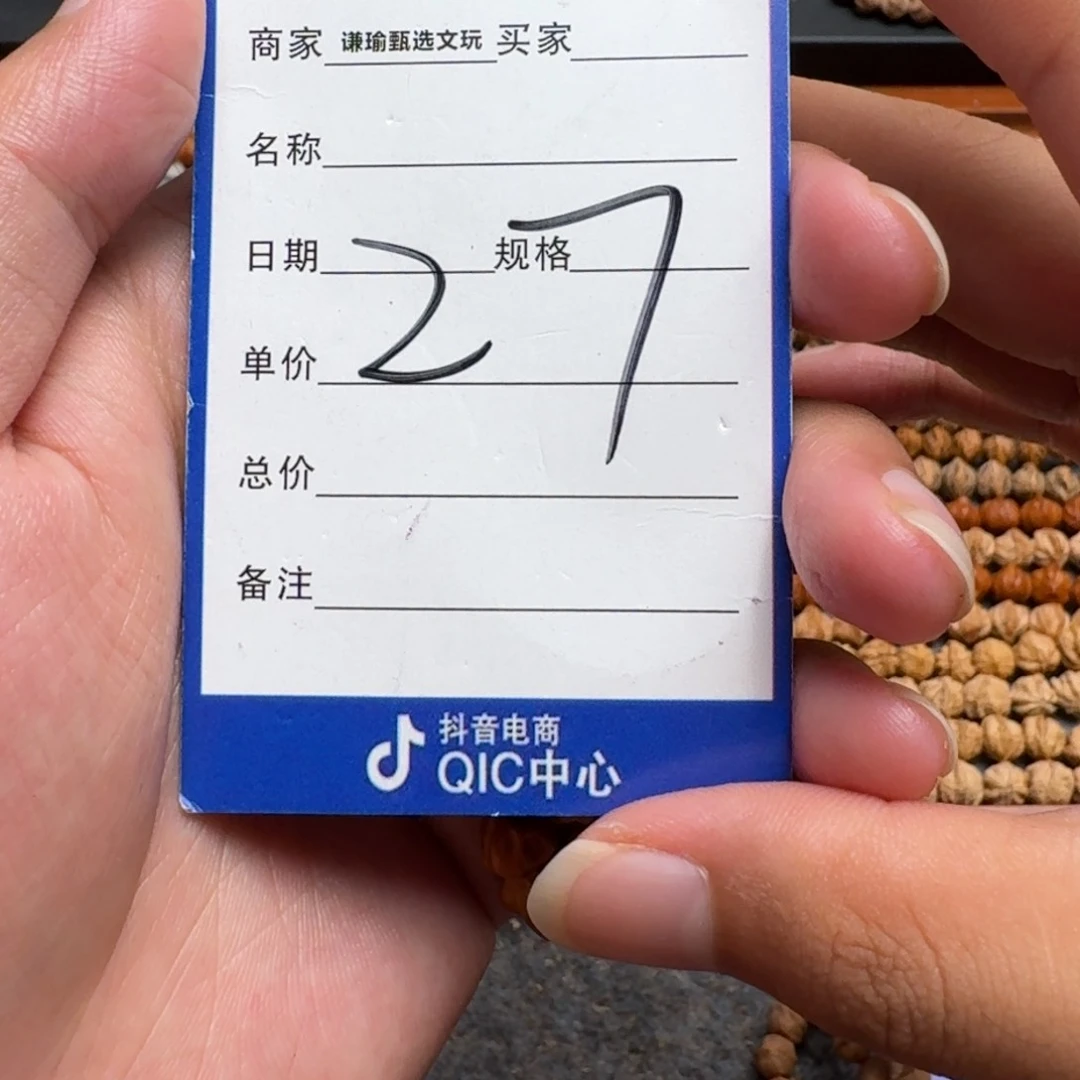 商家 谦瑜甄选文玩 买家
名称
日期 规格
27
单价
总价
备注
抖音电商
QIC中心